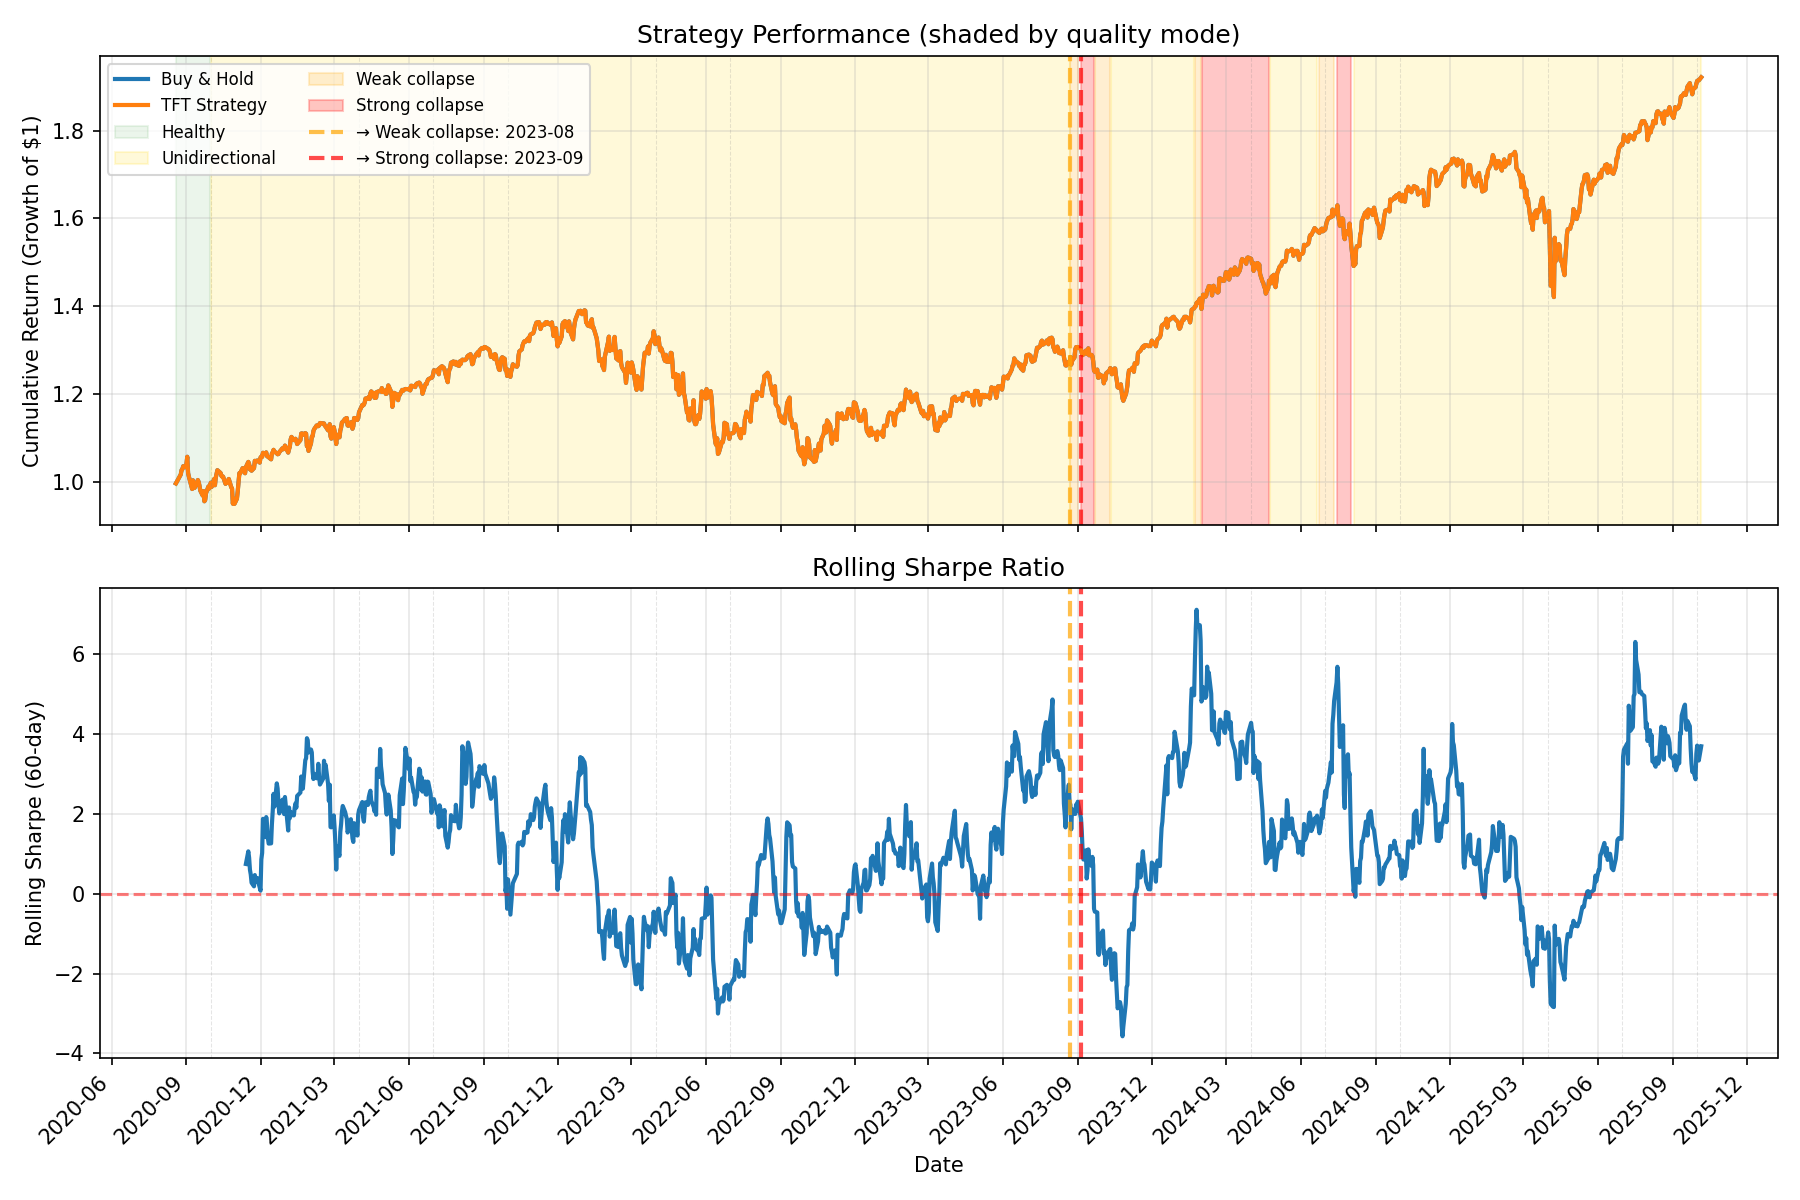 Strategy Performance (shaded by quality mode)
Buy & Hold
TFT Strategy
Healthy
Unidirectional
Weak collapse
Strong collapse
→ Weak collapse: 2023-08
→ Strong collapse: 2023-09
Cumulative Return (Growth of $1)
1.8
1.6
1.4
1.2
1.0
Rolling Sharpe Ratio
Rolling Sharpe (60-day)
6
4
2
0
−2
−4
2020-06
2020-09
2020-12
2021-03
2021-06
2021-09
2021-12
2022-03
2022-06
2022-09
2022-12
2023-03
2023-06
2023-09
2023-12
2024-03
2024-06
2024-09
2024-12
2025-03
2025-06
2025-09
2025-12
Date